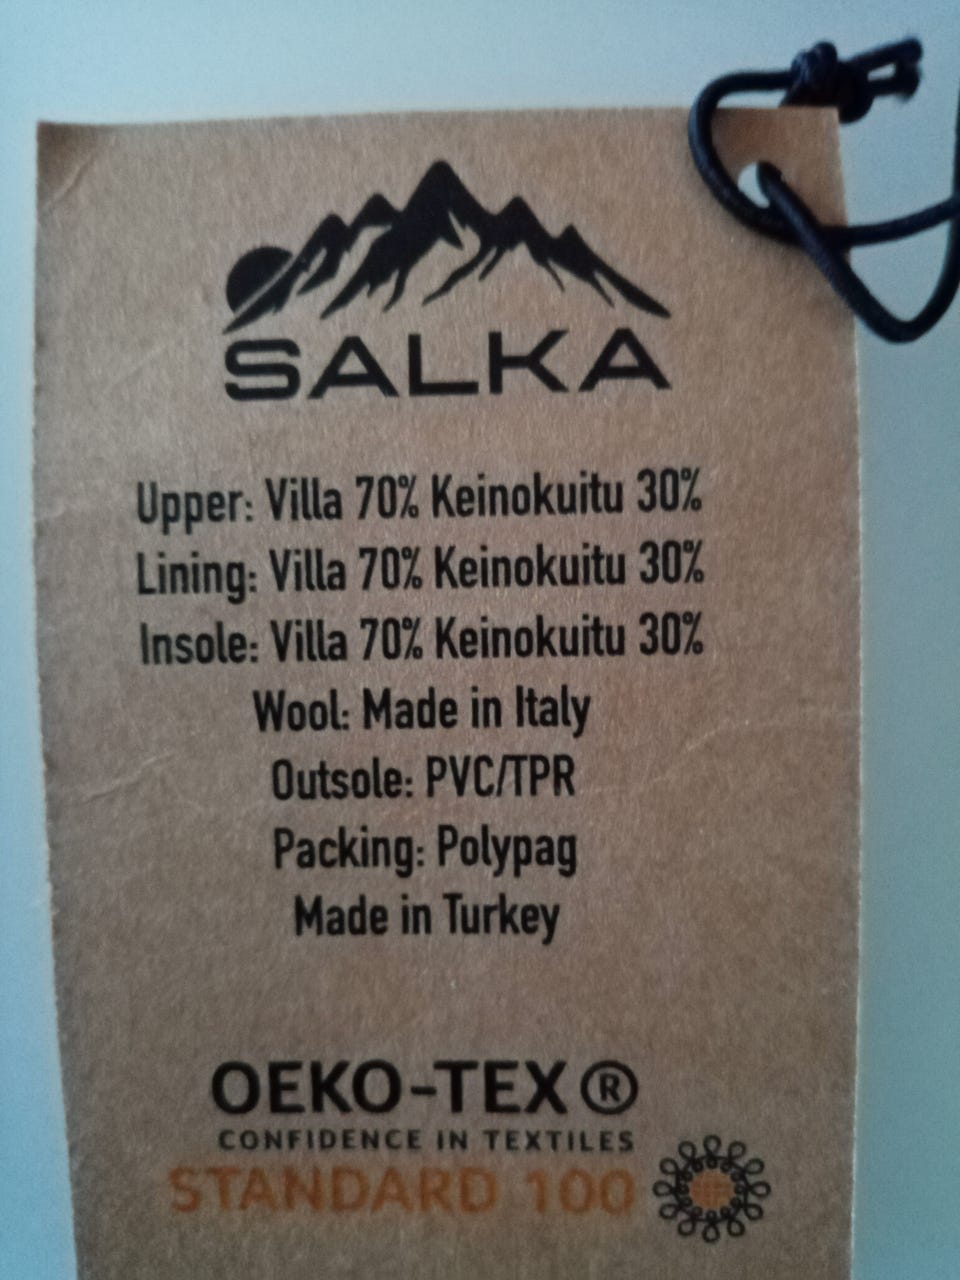 SALKA
Upper: Villa 70% Keinokuitu 30%
Lining: Villa 70% Keinokuitu 30%
Insole: Villa 70% Keinokuitu 30%
Wool: Made in Italy
Outsole: PVC/TPR
Packing: Polypag
Made in Turkey
OEKO-TEX®
CONFIDENCE IN TEXTILES
STANDARD 100